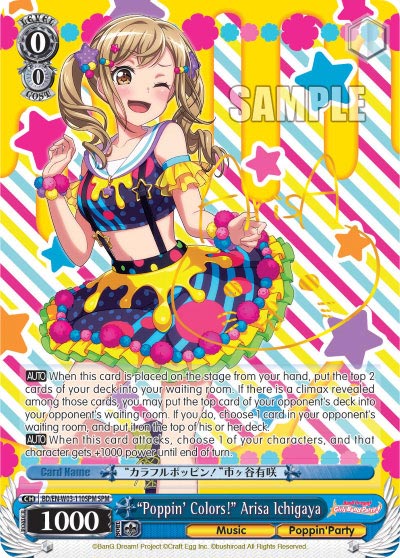 LEVEL
0
0
COST
SAMPLE
Arisa
AUTO When this card is placed on the stage from your hand, put the top 2
cards of your deck into your waiting room. If there is a climax revealed
among those cards, you may put the top card of your opponent's deck
into your opponent's waiting room. If you do, choose 1 card in your opponent's
waiting room, and put it on the top of his or her deck.
AUTO When this card attacks, choose 1 of your characters, and that
character gets +1000 power until end of turn.
Card Name
"カラフルポッピン!"市ヶ谷有咲
CH BD/EN-W03-110SPM SPM
POWER
1000
"Poppin' Colors!" Arisa Ichigaya
Music
Poppin'Party
©BanG Dream! Project ©Craft Egg Inc. ©bushiroad All Rights Reserved.